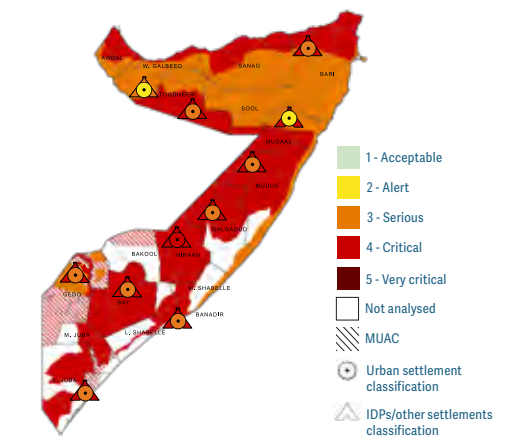 AWDAL
W. GALBEED
SANAG
BARI
TOGDHEER
SOOL
NUGAAL
MUDUG
GALGADUD
BAKOOL
HIRAAN
GEDO
BAY
M. SHABELLE
BANADIR
L. SHABELLE
M. JUBA
L. JUBA
1 - Acceptable
2 - Alert
3 - Serious
4 - Critical
5 - Very critical
Not analysed
MUAC
Urban settlement
classification
IDPs/other settlements
classification